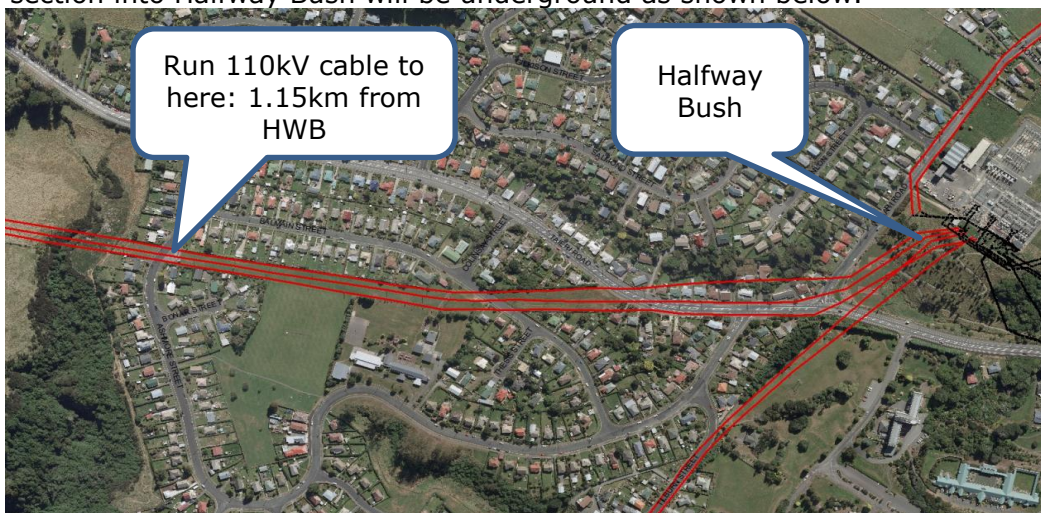 section into Halfway Bush will be underground as shown below.
Run 110kV cable to
here: 1.15km from
HWB
Halfway
Bush